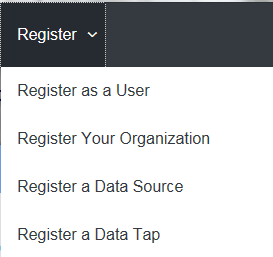 Register
Register as a User
Register Your Organization
Register a Data Source
Register a Data Tap